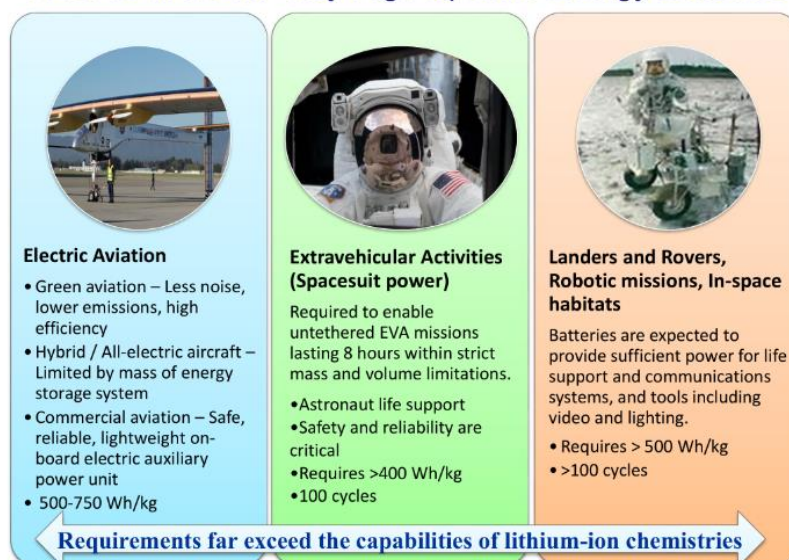 Electric Aviation
• Green aviation – Less noise,
lower emissions, high
efficiency
• Hybrid / All-electric aircraft –
Limited by mass of energy
storage system
• Commercial aviation – Safe,
reliable, lightweight on-
board electric auxiliary
power unit
• 500-750 Wh/kg
Extravehicular Activities
(Spacesuit power)
Required to enable
untethered EVA missions
lasting 8 hours within strict
mass and volume limitations.
•Astronaut life support
•Safety and reliability are
critical
•Requires >400 Wh/kg
•100 cycles
Landers and Rovers,
Robotic missions, In-space
habitats
Batteries are expected to
provide sufficient power for life
support and communications
systems, and tools including
video and lighting.
• Requires > 500 Wh/kg
• >100 cycles
Requirements far exceed the capabilities of lithium-ion chemistries